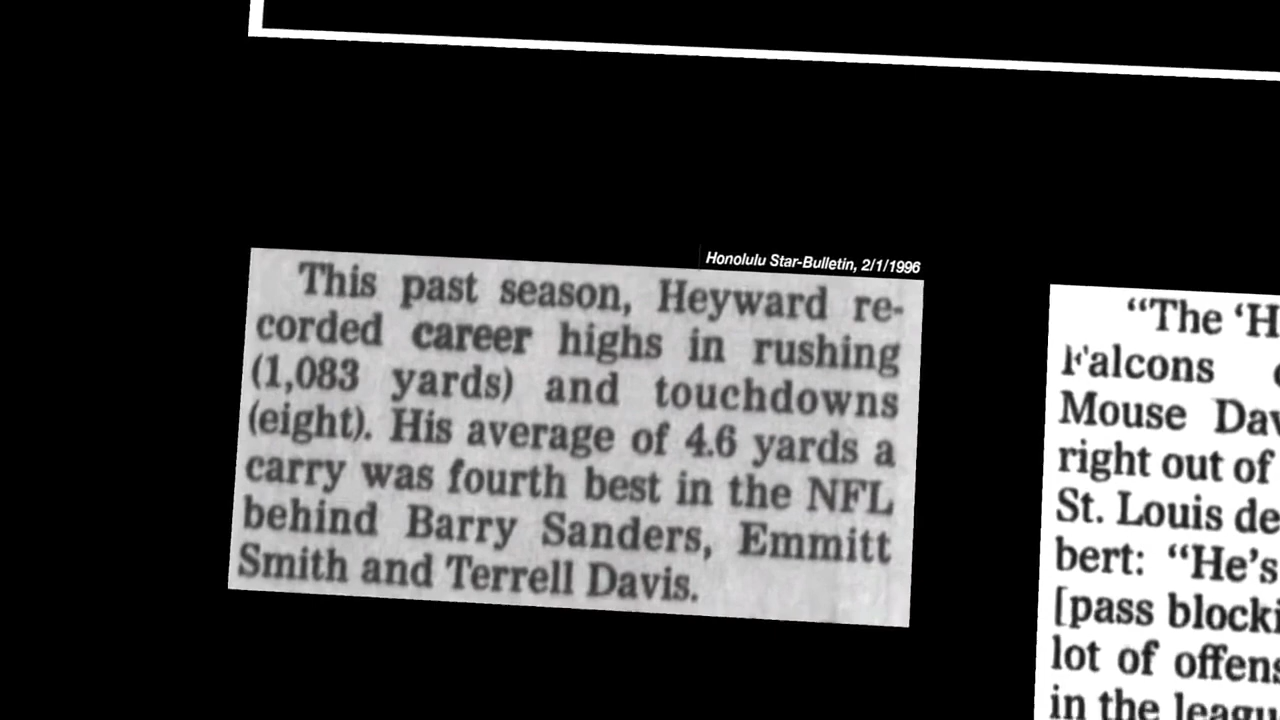 Honolulu Star-Bulletin, 2/1/1996
This past season, Heyward re-
corded career highs in rushing
(1,083 yards) and touchdowns
(eight). His average of 4.6 yards a
carry was fourth best in the NFL
behind Barry Sanders, Emmitt
Smith and Terrell Davis.
“The ‘H
Falcons
Mouse Dav
right out of
St. Louis de
bert: “He’s
[pass blocki
lot of offens
in the leagu